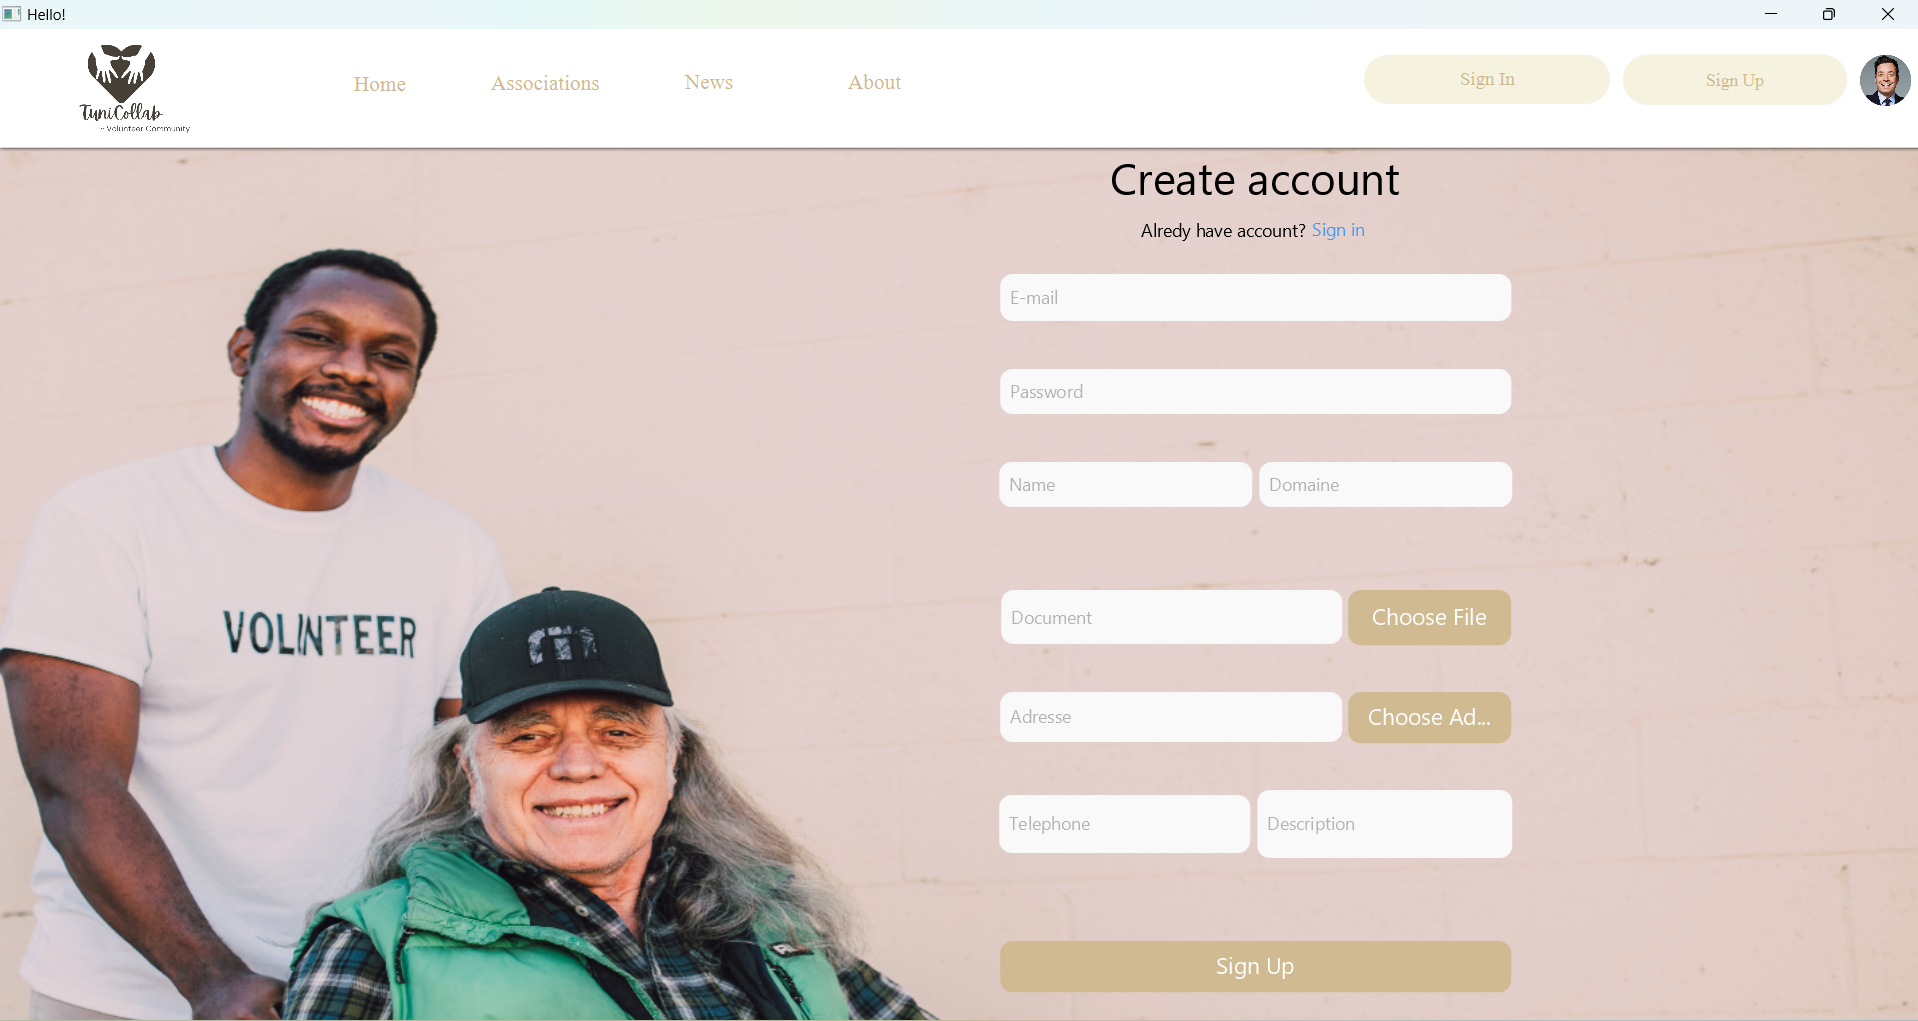 Hello!
TuniCollab
~ Volunteer Community
Home
Associations
News
About
Sign In
Sign Up
Create account
Alredy have account? Sign in
E-mail
Password
Name
Domaine
Document
Choose File
Adresse
Choose Ad...
Telephone
Description
Sign Up
VOLUNTEER
m